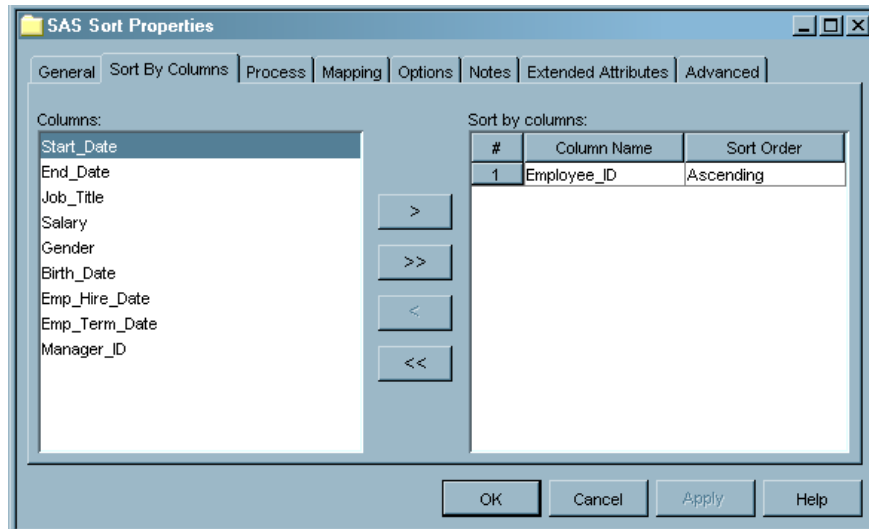 SAS Sort Properties
General Sort By Columns Process Mapping Options Notes Extended Attributes Advanced
Columns:
Start_Date
End_Date
Job_Title
Salary
Gender
Birth_Date
Emp_Hire_Date
Emp_Term_Date
Manager_ID
>
>>
<
<<
Sort by columns:
# Column Name Sort Order
1 Employee_ID Ascending
OK Cancel Apply Help